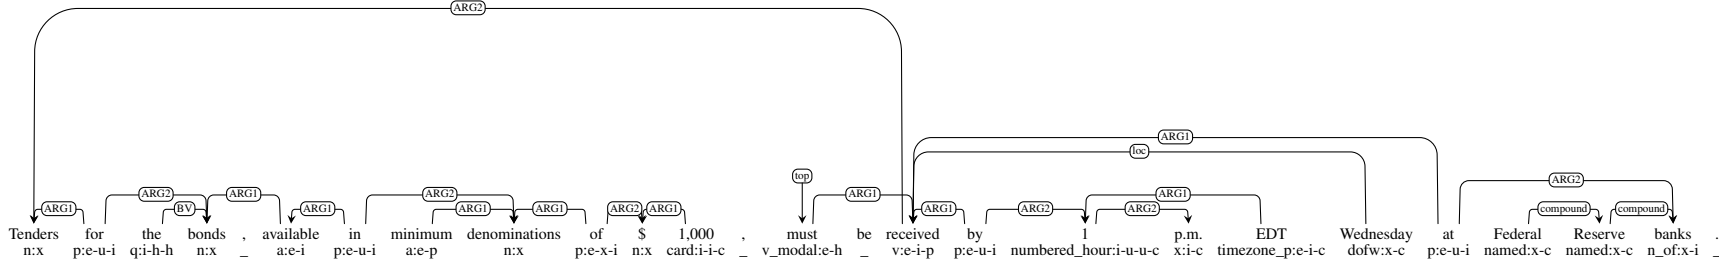 ARG2
ARG1
loc
top
ARG2 ARG1 ARG2 ARG1 ARG1 ARG2
ARG1 BV ARG1 ARG1 ARG1 ARG2 ARG1 ARG1 ARG2 ARG2 compound compound
Tenders for the bonds , available in minimum denominations of $ 1,000 , must be received by 1 p.m. EDT Wednesday at Federal Reserve banks .
n:x p:e-u-i q:i-h-h n:x _ a:e-i p:e-u-i a:e-p n:x p:e-x-i n:x card:i-i-c _ v_modal:e-h _ v:e-i-p p:e-u-i numbered_hour:i-u-u-c x:i-c timezone_p:e-i-c dofw:x-c p:e-u-i named:x-c named:x-c n_of:x-i _